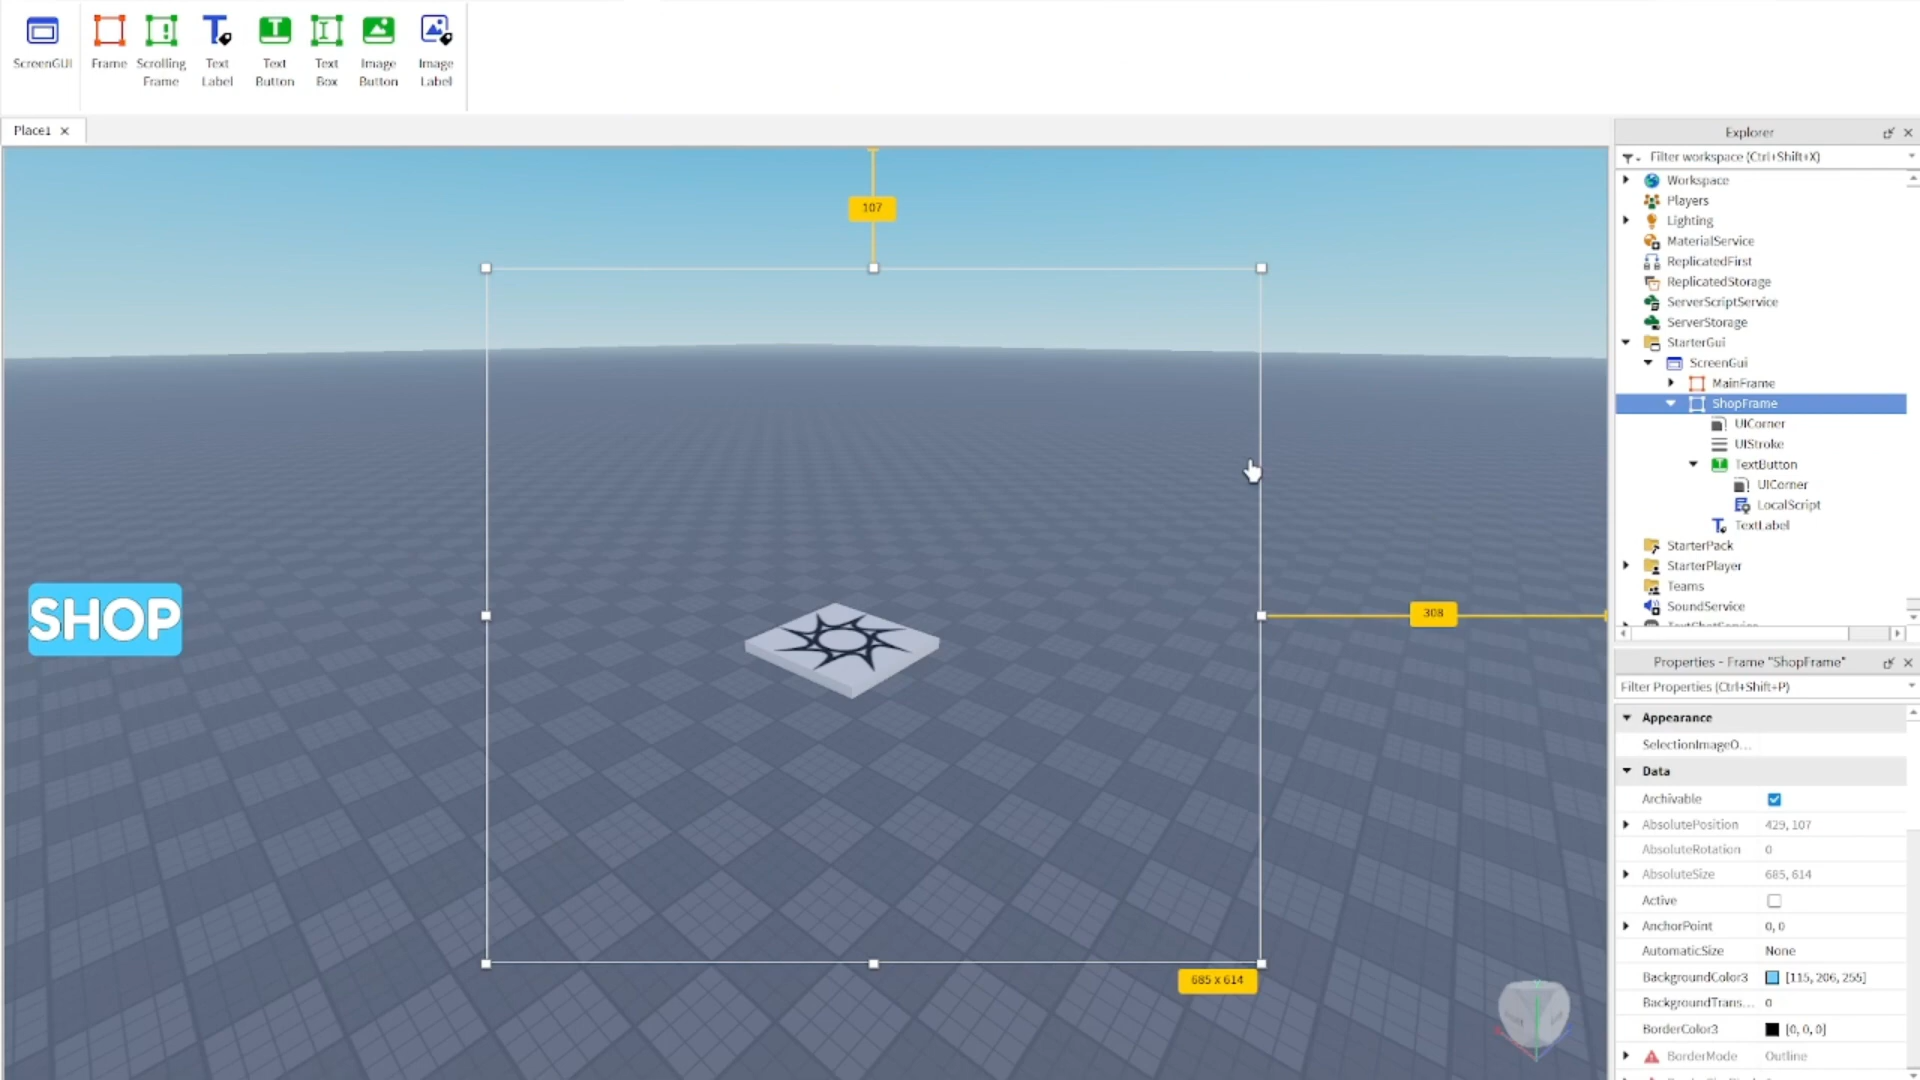 ScreenGUI
Frame
Scrolling
Frame
Text
Label
Text
Button
Text
Box
Image
Button
Image
Label
Place1
107
SHOP
308
685 x 614
Explorer
Filter workspace (Ctrl+Shift+X)
Workspace
Players
Lighting
MaterialService
ReplicatedFirst
ReplicatedStorage
ServerScriptService
ServerStorage
StarterGui
ScreenGui
MainFrame
ShopFrame
UICorner
UIStroke
TextButton
UICorner
LocalScript
TextLabel
StarterPack
StarterPlayer
Teams
SoundService
Properties - Frame "ShopFrame"
Filter Properties (Ctrl+Shift+P)
Appearance
SelectionImageO...
Data
Archivable
AbsolutePosition 429, 107
AbsoluteRotation 0
AbsoluteSize 685, 614
Active
AnchorPoint 0, 0
AutomaticSize None
BackgroundColor3 [115, 206, 255]
BackgroundTrans... 0
BorderColor3 [0, 0, 0]
BorderMode Outline